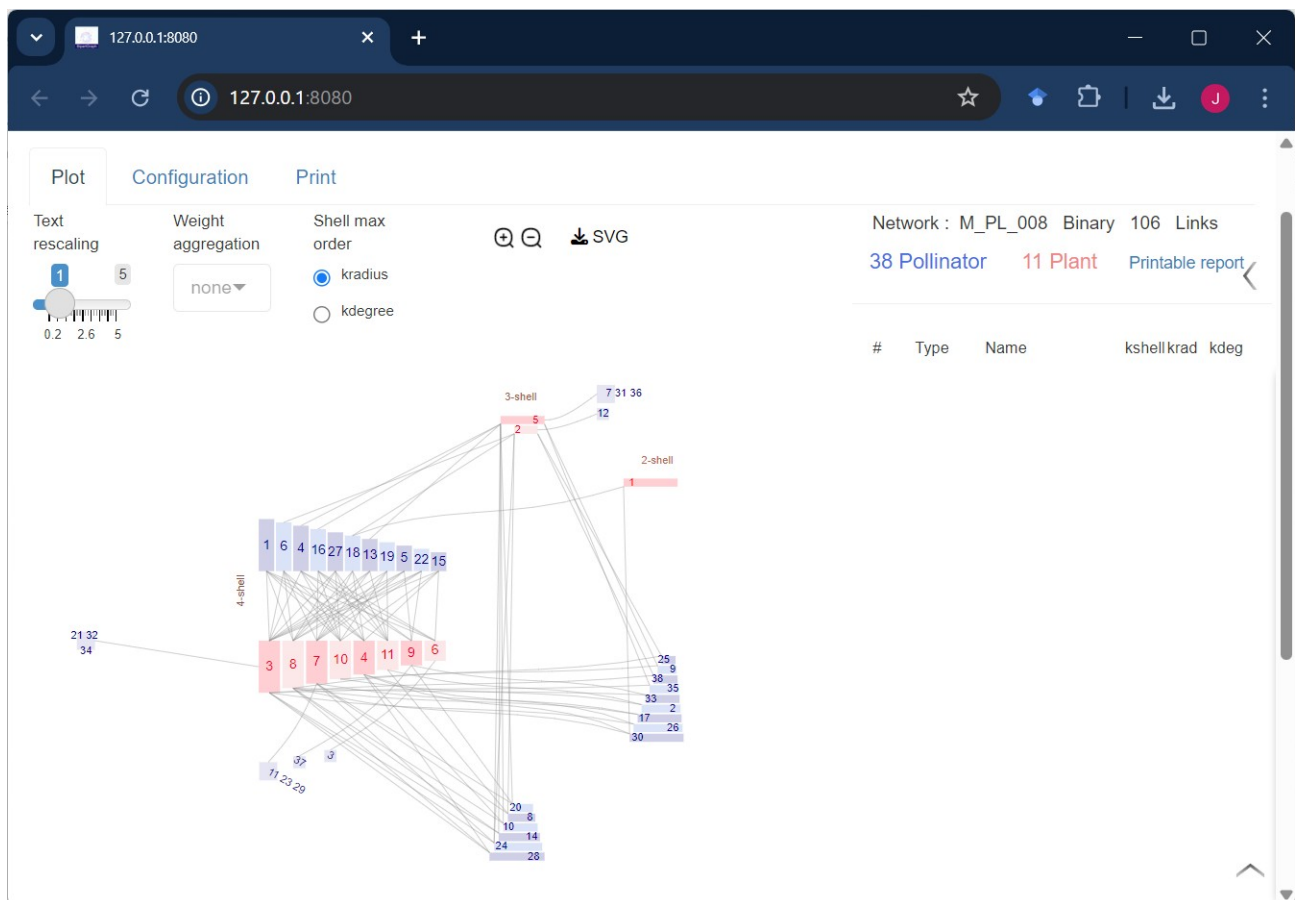 127.0.0.1:8080
127.0.0.1:8080
J
Plot Configuration Print
Text rescaling
1 5
0.2 2.6 5
Weight aggregation
none
Shell max order
kradius
kdegree
SVG
Network : M_PL_008 Binary 106 Links
38 Pollinator 11 Plant Printable report
# Type Name kshell krad kdeg
3-shell
7 31 36
5
12
2
2-shell
1
1 6 4 16 27 18 13 19 5 22 15
4-shell
21 32
34
3 8 7 10 4 11 9 6
25
9
38
35
33
2
17
26
30
37
3
11 23 29
20
8
10
14
24
28